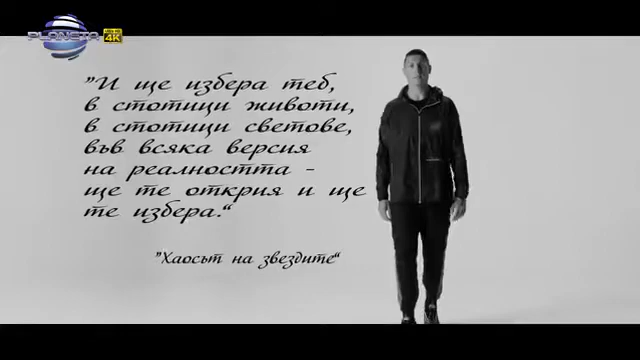 PLANETA 4K
"И ще избера теб,
в стотици животи,
в стотици светове,
във всяка версия
на реалността -
ще те открия и ще
те избера."
"Хаосът на звездите"